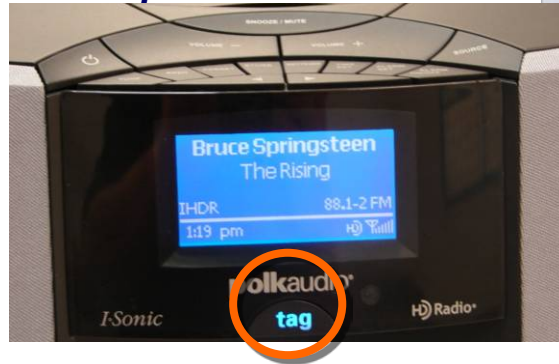 SNOOZE / MUTE
VOLUME − VOLUME + SOURCE
Bruce Springsteen
The Rising
IHDR 88.1-2 FM
1:19 pm HD
polkaudio
I-Sonic tag HD Radio